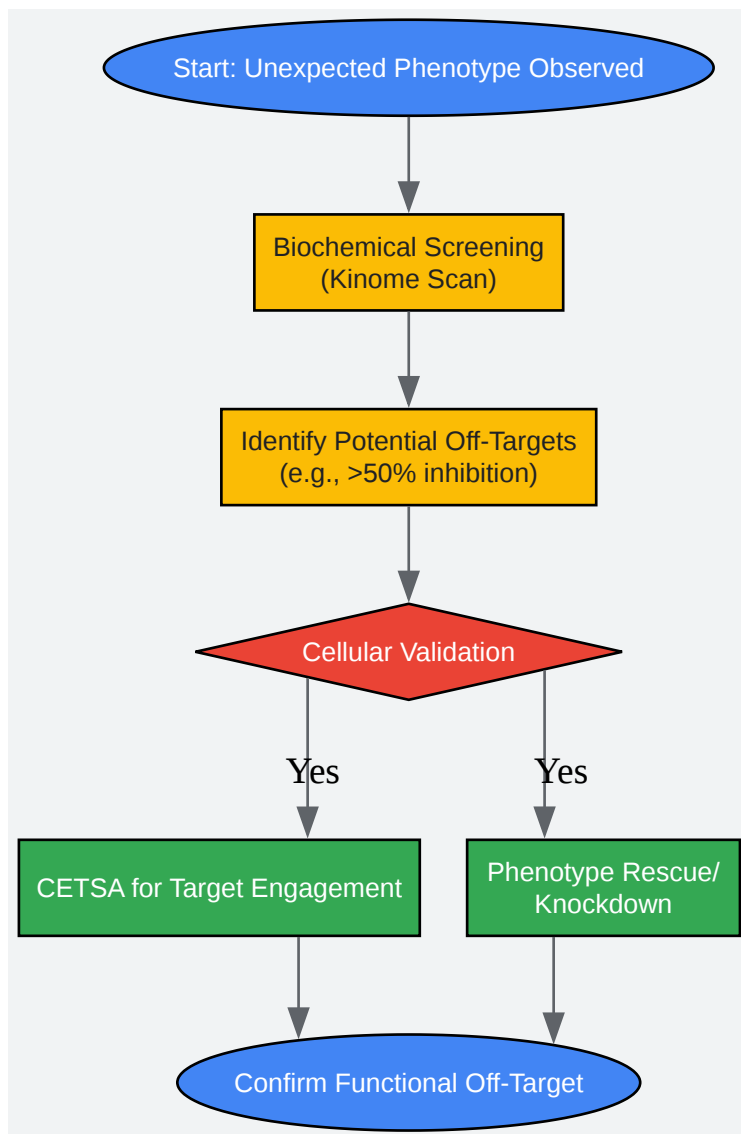 Start: Unexpected Phenotype Observed
Biochemical Screening
(Kinome Scan)
Identify Potential Off-Targets
(e.g., >50% inhibition)
Cellular Validation
Yes
Yes
CETSA for Target Engagement
Phenotype Rescue/
Knockdown
Confirm Functional Off-Target